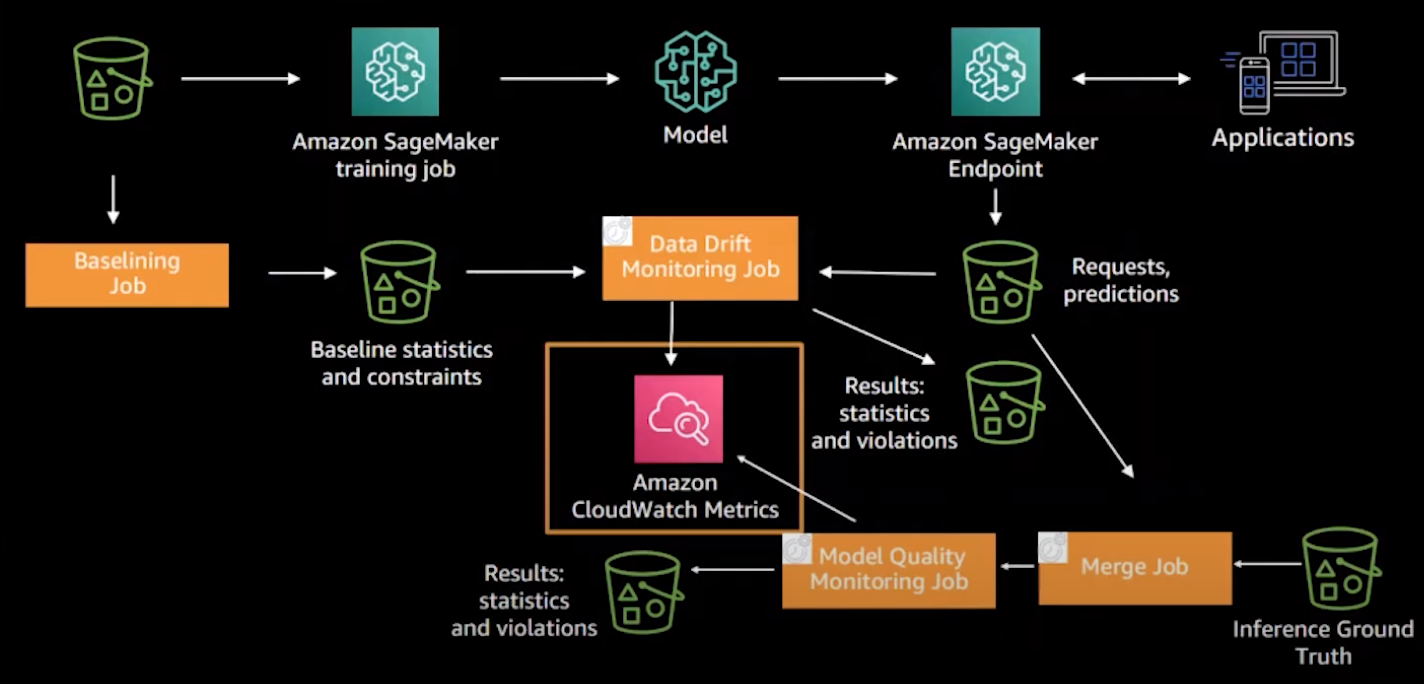 Amazon SageMaker
training job
Model
Amazon SageMaker
Endpoint
Applications
Baselining
Job
Baseline statistics
and constraints
Data Drift
Monitoring Job
Requests,
predictions
Results:
statistics
and violations
Amazon
CloudWatch Metrics
Results:
statistics
and violations
Model Quality
Monitoring Job
Merge Job
Inference Ground
Truth